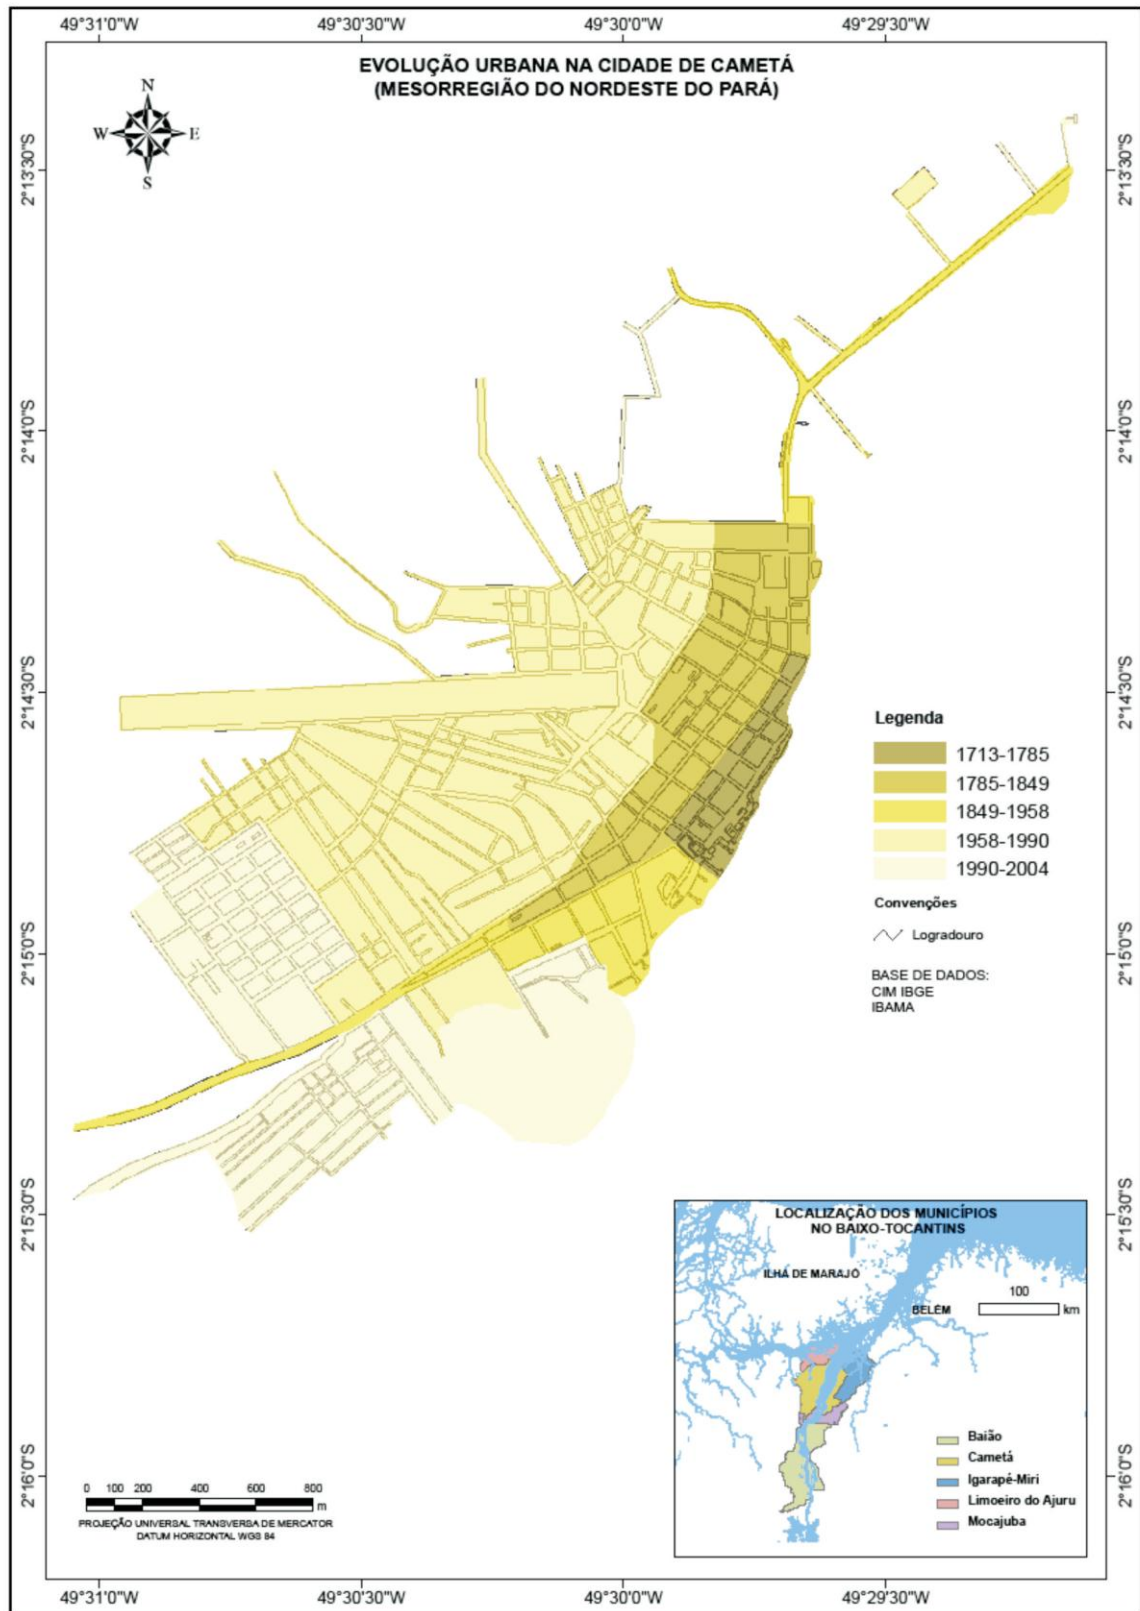 49°31'0"W
49°30'30"W
49°30'0"W
49°29'30"W
EVOLUÇÃO URBANA NA CIDADE DE CAMETÁ
(MESORREGIÃO DO NORDESTE DO PARÁ)
N
W
E
S
2°13'30"S
2°13'30"S
2°14'0"S
2°14'0"S
2°14'30"S
2°14'30"S
Legenda
1713-1785
1785-1849
1849-1958
1958-1990
1990-2004
Convenções
Logradouro
2°15'0"S
2°15'0"S
BASE DE DADOS:
CIM IBGE
IBAMA
2°15'30"S
2°15'30"S
LOCALIZAÇÃO DOS MUNICÍPIOS
NO BAIXO-TOCANTINS
ILHA DE MARAJÓ
BELÉM
100
km
Baião
Cametá
Igarapé-Miri
Limoeiro do Ajuru
Mocajuba
2°16'0"S
2°16'0"S
0 100 200 400 600 800
m
PROJEÇÃO UNIVERSAL TRANSVERSA DE MERCATOR
DATUM HORIZONTAL WGS 84
49°31'0"W
49°30'30"W
49°30'0"W
49°29'30"W